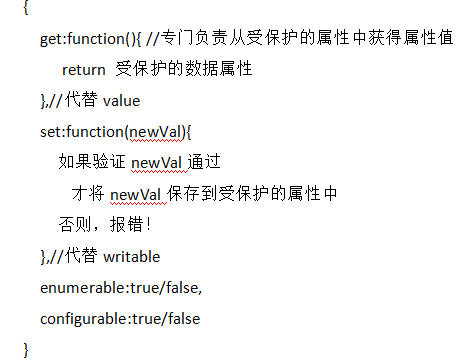 {
get:function(){ //专门负责从受保护的属性中获得属性值
return 受保护的数据属性
},//代替 value
set:function(newVal){
如果验证 newVal 通过
才将 newVal 保存到受保护的属性中
否则，报错！
},//代替 writable
enumerable:true/false,
configurable:true/false
}